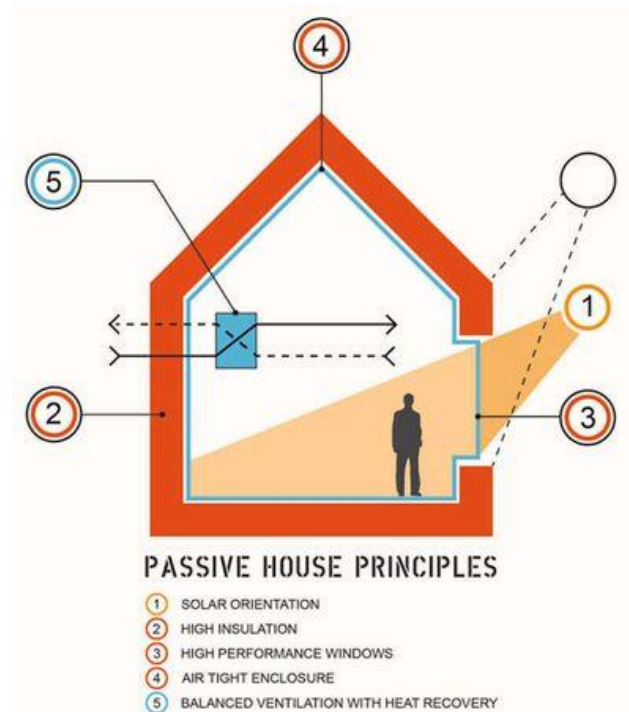 4
5
1
2
3
PASSIVE HOUSE PRINCIPLES
1 SOLAR ORIENTATION
2 HIGH INSULATION
3 HIGH PERFORMANCE WINDOWS
4 AIR TIGHT ENCLOSURE
5 BALANCED VENTILATION WITH HEAT RECOVERY